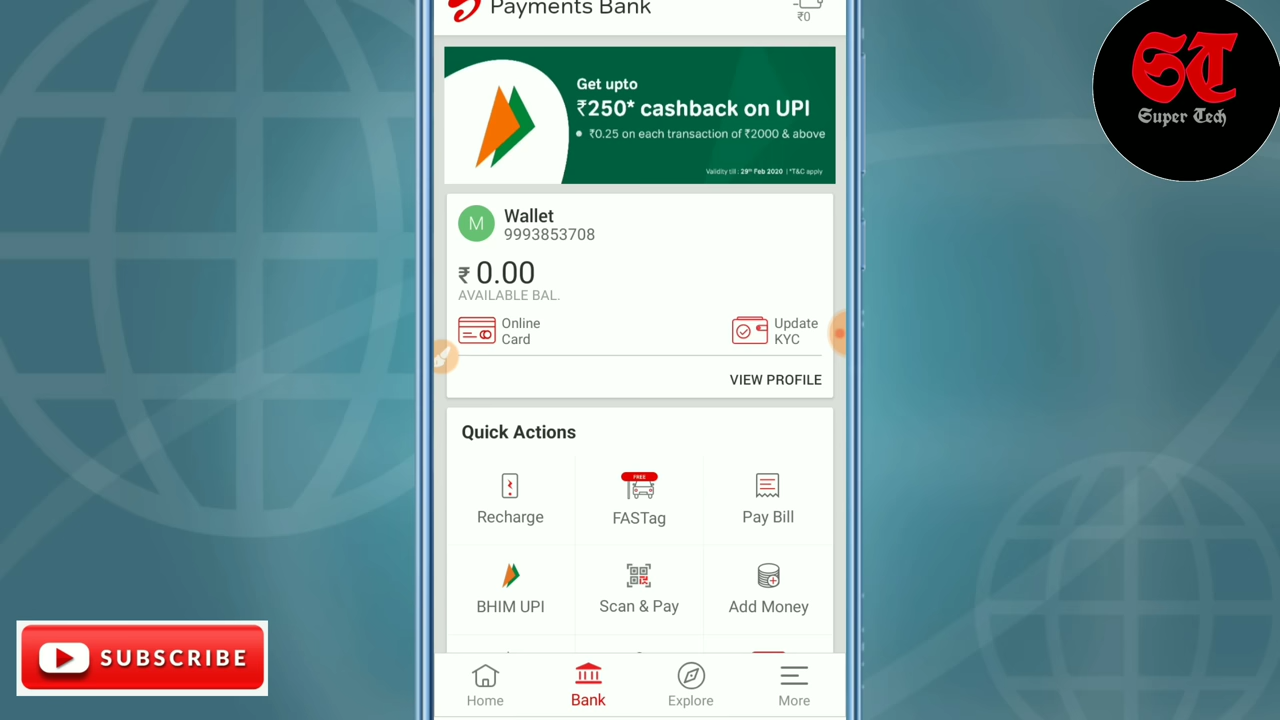 Payments Bank
₹0
ST
Super Tech
Get upto
₹250* cashback on UPI
₹0.25 on each transaction of ₹2000 & above
Validity till : 29th Feb 2020 | *T&C apply
M
Wallet
9993853708
₹ 0.00
AVAILABLE BAL.
Online
Card
Update
KYC
VIEW PROFILE
Quick Actions
Recharge
FREE
FASTag
Pay Bill
BHIM UPI
Scan & Pay
Add Money
SUBSCRIBE
Home
Bank
Explore
More